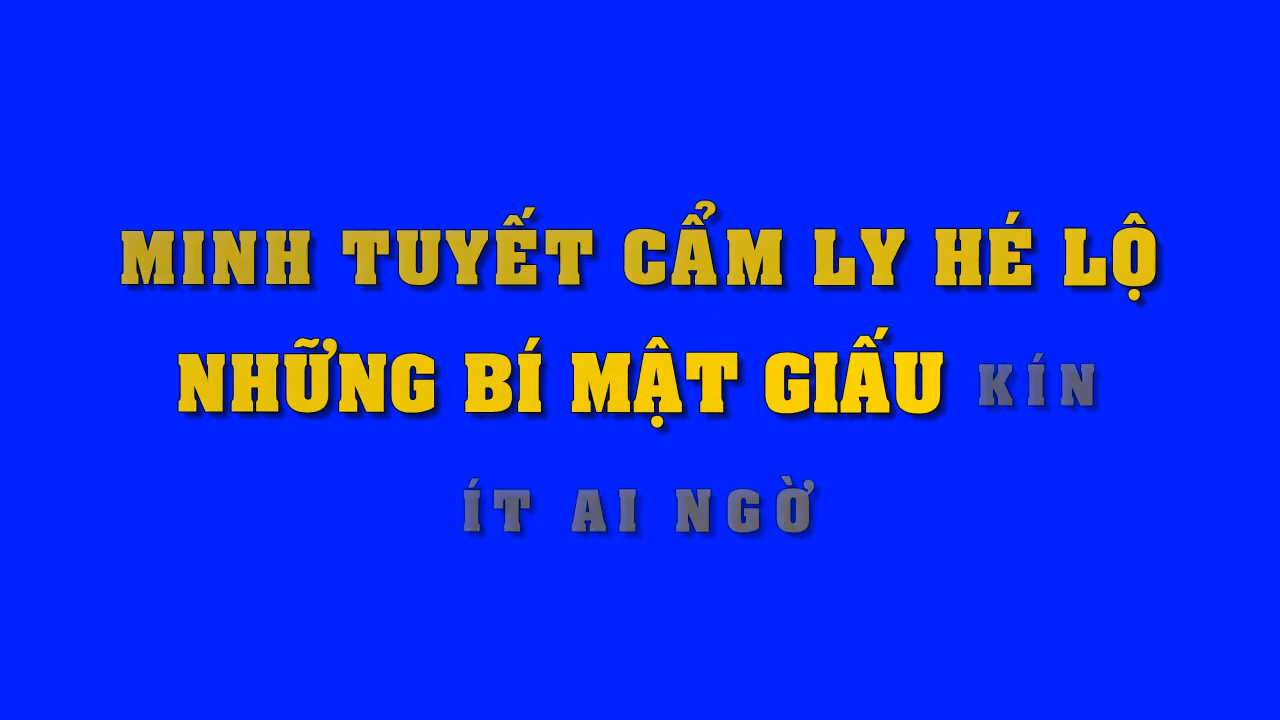 MINH TUYẾT CẨM LY HÉ LỘ
NHỮNG BÍ MẬT GIẤU KÍN
ÍT AI NGỜ